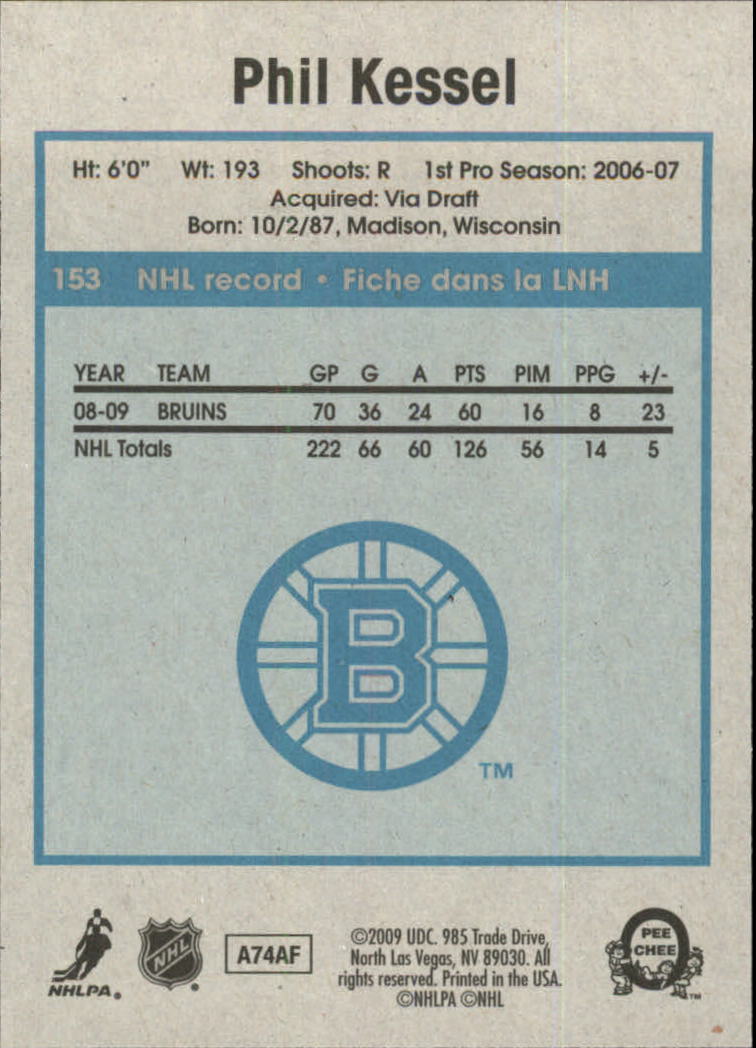 Phil Kessel
Ht: 6'0" Wt: 193 Shoots: R 1st Pro Season: 2006-07
Acquired: Via Draft
Born: 10/2/87, Madison, Wisconsin
153 NHL record • Fiche dans la LNH
YEAR TEAM GP G A PTS PIM PPG +/-
08-09 BRUINS 70 36 24 60 16 8 23
NHL Totals 222 66 60 126 56 14 5
B
TM
NHLPA®
NHL
A74AF
©2009 UDC. 985 Trade Drive,
North Las Vegas, NV 89030. All
rights reserved. Printed in the USA.
©NHLPA ©NHL
O
PEE
CHEE
TM